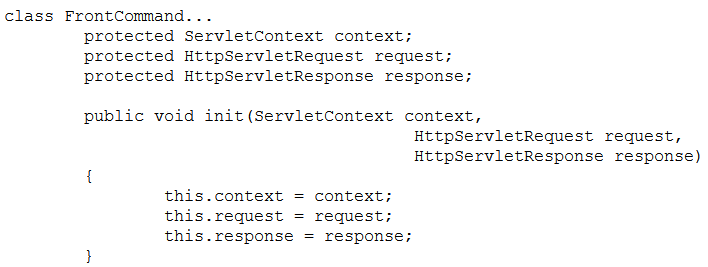 class FrontCommand...
protected ServletContext context;
protected HttpServletRequest request;
protected HttpServletResponse response;
public void init(ServletContext context,
HttpServletRequest request,
HttpServletResponse response)
{
this.context = context;
this.request = request;
this.response = response;
}